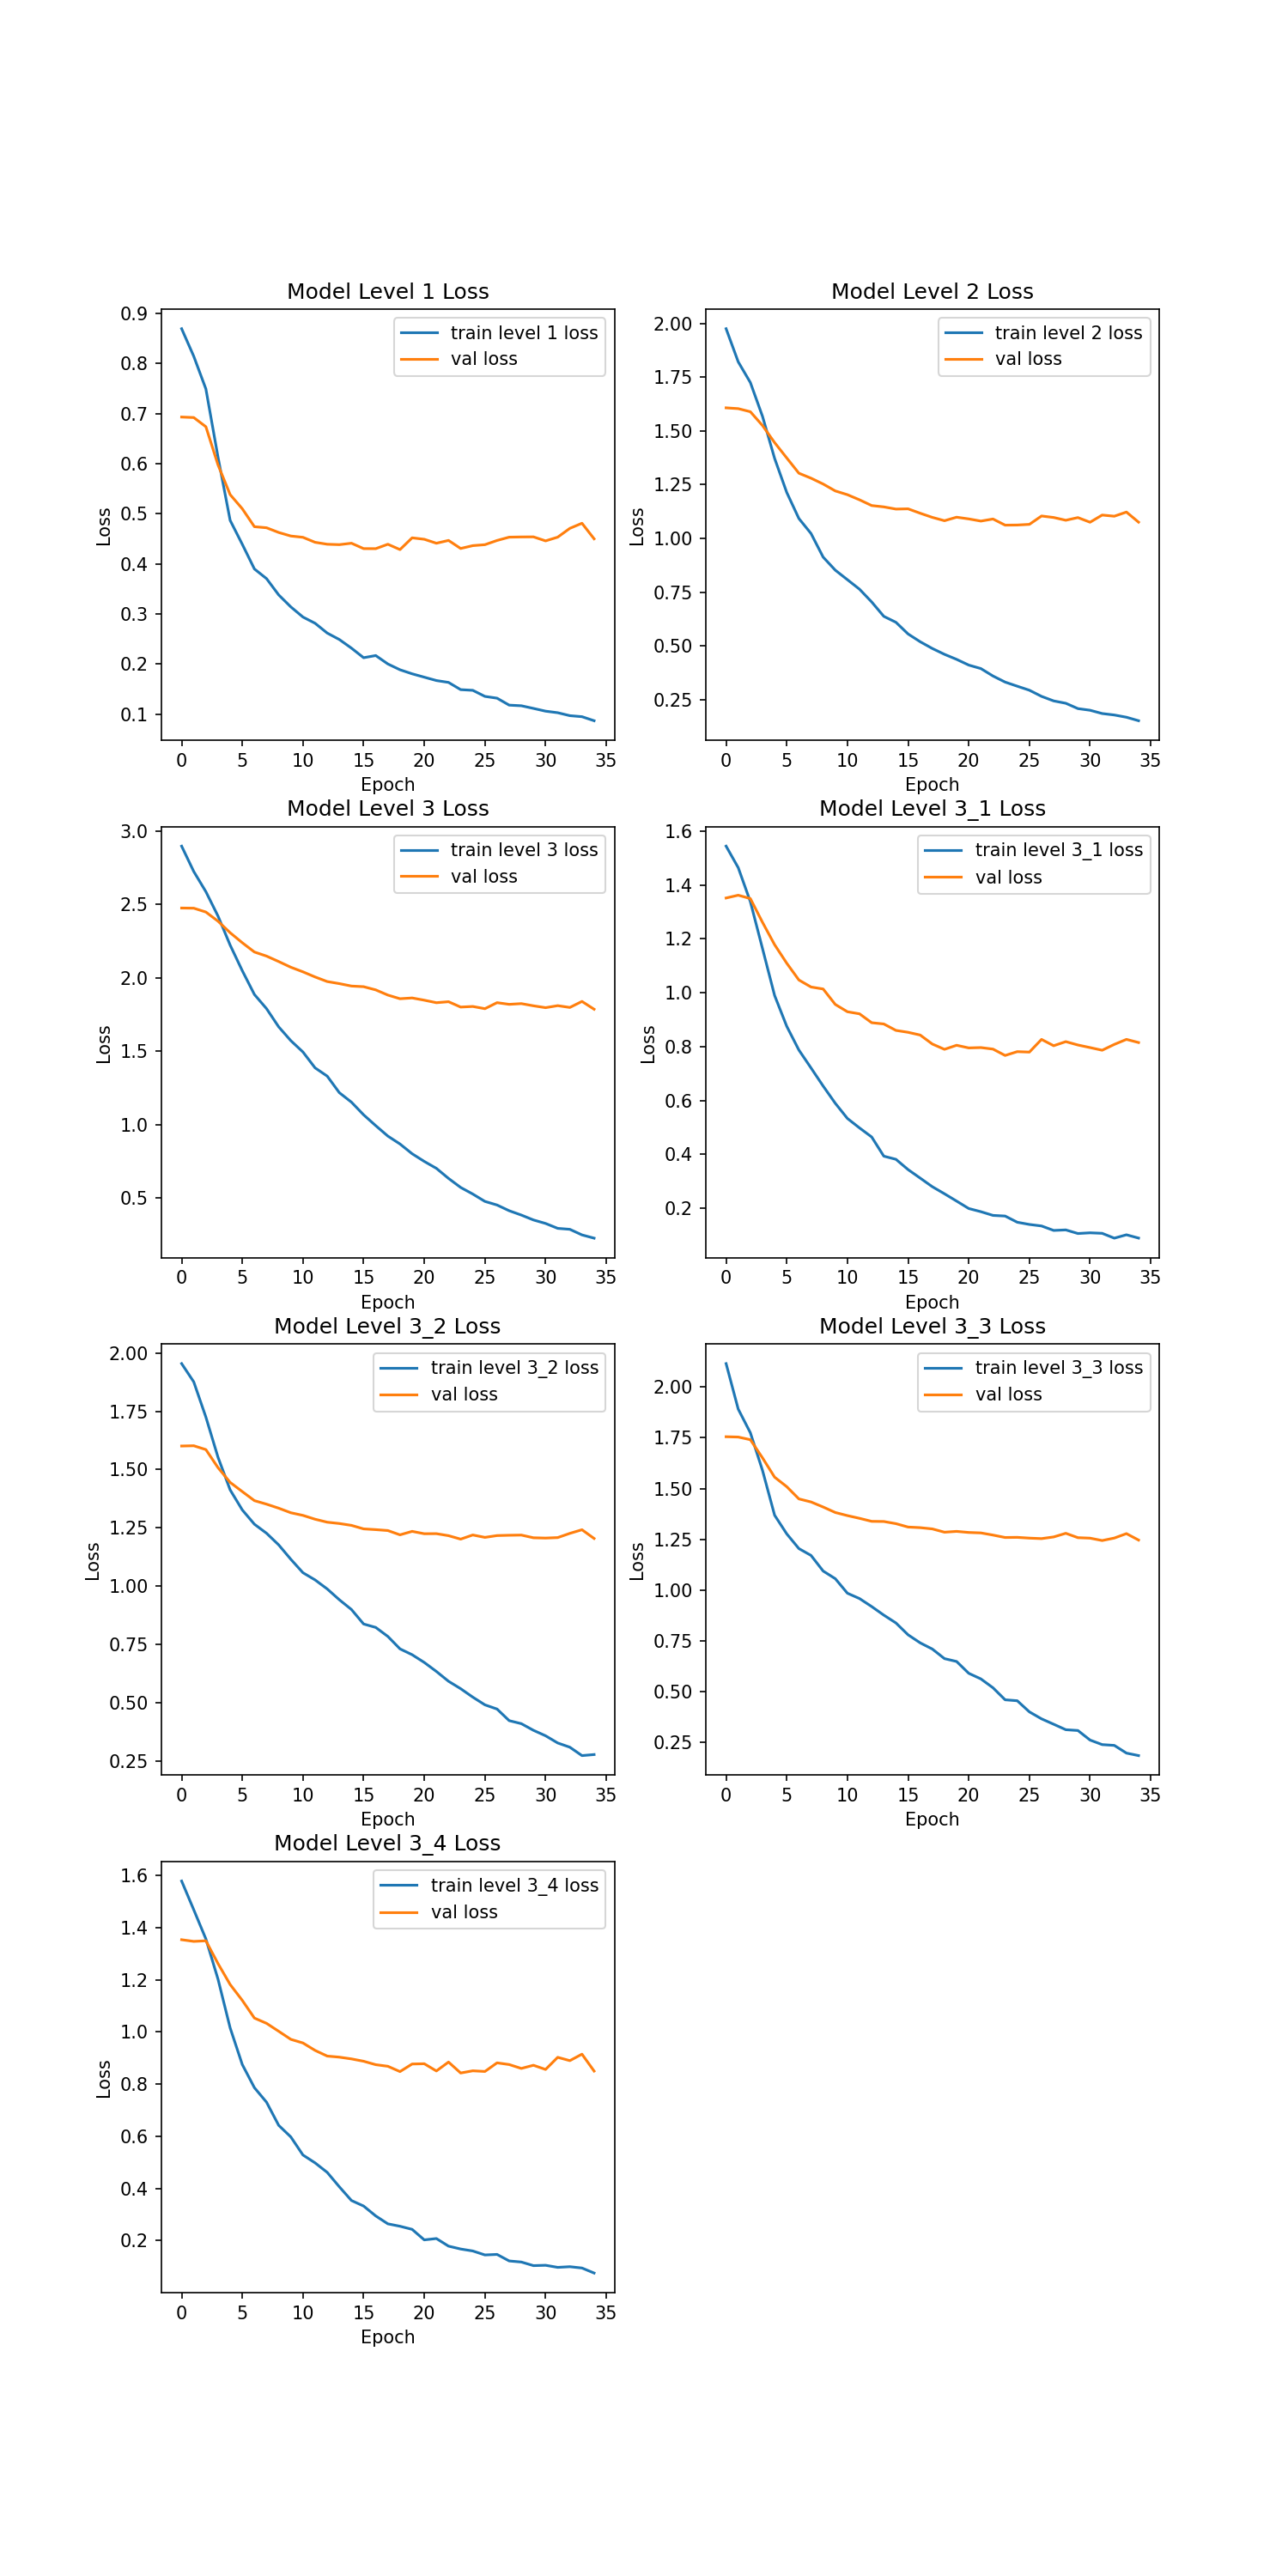 Model Level 1 Loss
train level 1 loss
val loss
0.9
0.8
0.7
0.6
0.5
0.4
0.3
0.2
0.1
Loss
0 5 10 15 20 25 30 35
Epoch
Model Level 2 Loss
train level 2 loss
val loss
2.00
1.75
1.50
1.25
1.00
0.75
0.50
0.25
Loss
0 5 10 15 20 25 30 35
Epoch
Model Level 3 Loss
train level 3 loss
val loss
3.0
2.5
2.0
1.5
1.0
0.5
Loss
0 5 10 15 20 25 30 35
Epoch
Model Level 3_1 Loss
train level 3_1 loss
val loss
1.6
1.4
1.2
1.0
0.8
0.6
0.4
0.2
Loss
0 5 10 15 20 25 30 35
Epoch
Model Level 3_2 Loss
train level 3_2 loss
val loss
2.00
1.75
1.50
1.25
1.00
0.75
0.50
0.25
Loss
0 5 10 15 20 25 30 35
Epoch
Model Level 3_3 Loss
train level 3_3 loss
val loss
2.00
1.75
1.50
1.25
1.00
0.75
0.50
0.25
Loss
0 5 10 15 20 25 30 35
Epoch
Model Level 3_4 Loss
train level 3_4 loss
val loss
1.6
1.4
1.2
1.0
0.8
0.6
0.4
0.2
Loss
0 5 10 15 20 25 30 35
Epoch